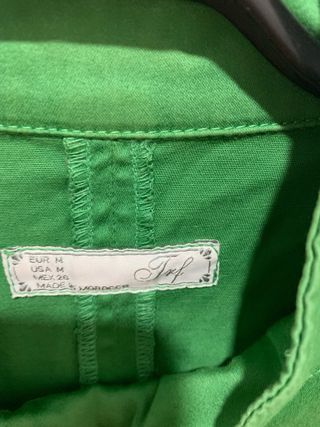 EUR M
USA M
MEX 28
MADE MOROCCO
Trf.